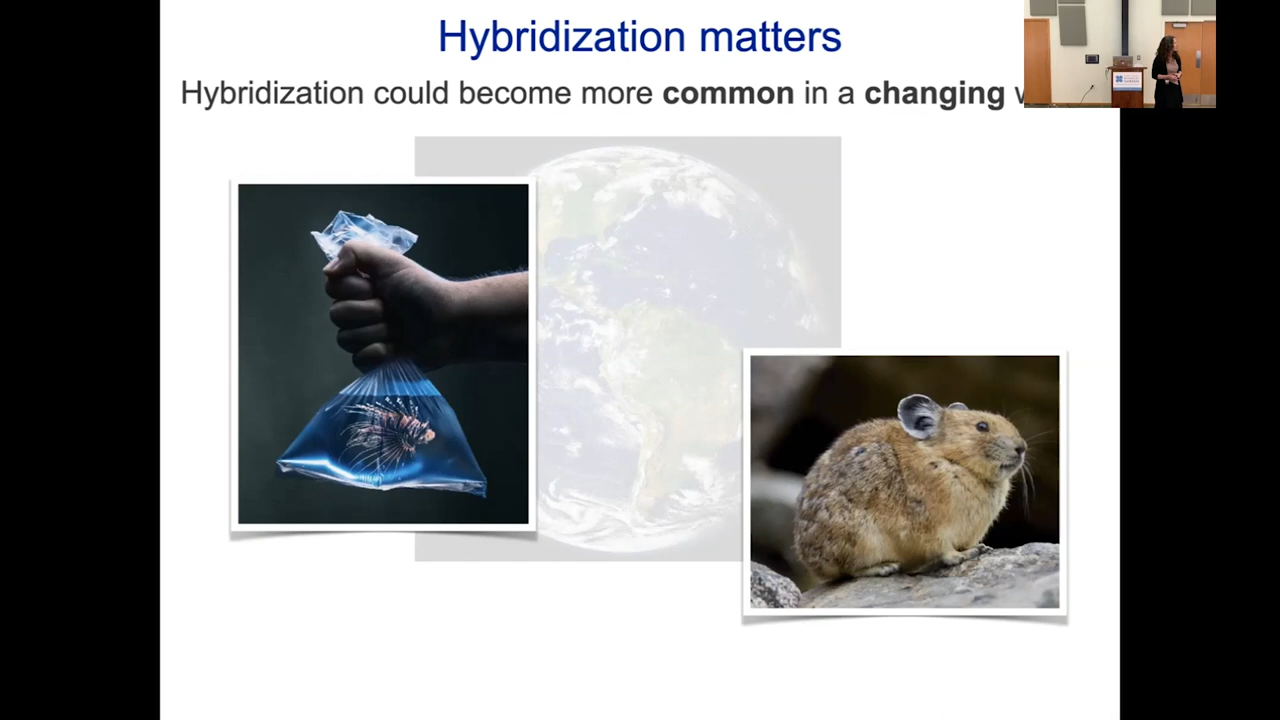 Hybridization matters
Hybridization could become more common in a changing